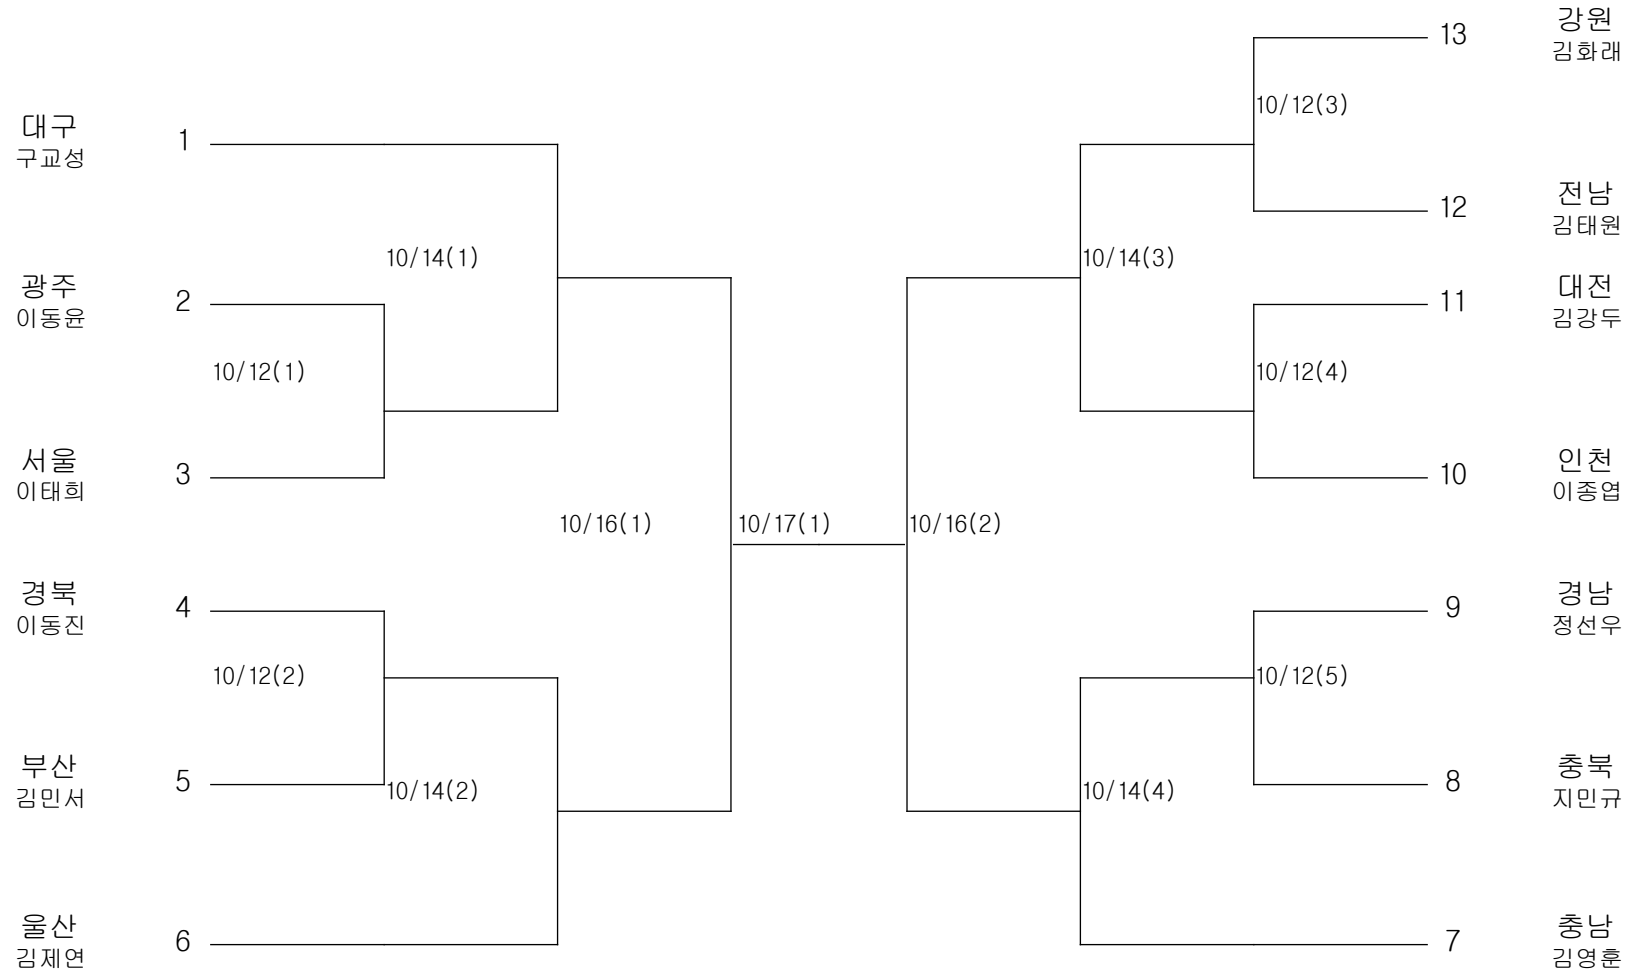 강원
13
김화래
10/12(3)
대구
1
구교성
전남
12
김태원
10/14(1)
10/14(3)
광주
2
이동윤
대전
11
김강두
10/12(1)
10/12(4)
서울
3
이태희
인천
10
이종엽
10/16(1)
10/17(1)
10/16(2)
경북
4
이동진
경남
9
정선우
10/12(2)
10/12(5)
부산
5
김민서
충북
8
지민규
10/14(2)
10/14(4)
울산
6
김제연
충남
7
김영훈